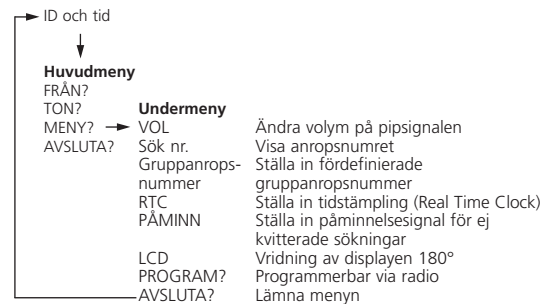 ID och tid
Huvudmeny
FRÅN?
TON? Undermeny
MENY? VOL Ändra volym på pipsignalen
AVSLUTA? Sök nr. Visa anropsnumret
Gruppanrops- Ställa in fördefinierade
nummer gruppanropsnummer
RTC Ställa in tidstämpling (Real Time Clock)
PÅMINN Ställa in påminnelsesignal för ej
kvitterade sökningar
LCD Vridning av displayen 180°
PROGRAM? Programmerbar via radio
AVSLUTA? Lämna menyn